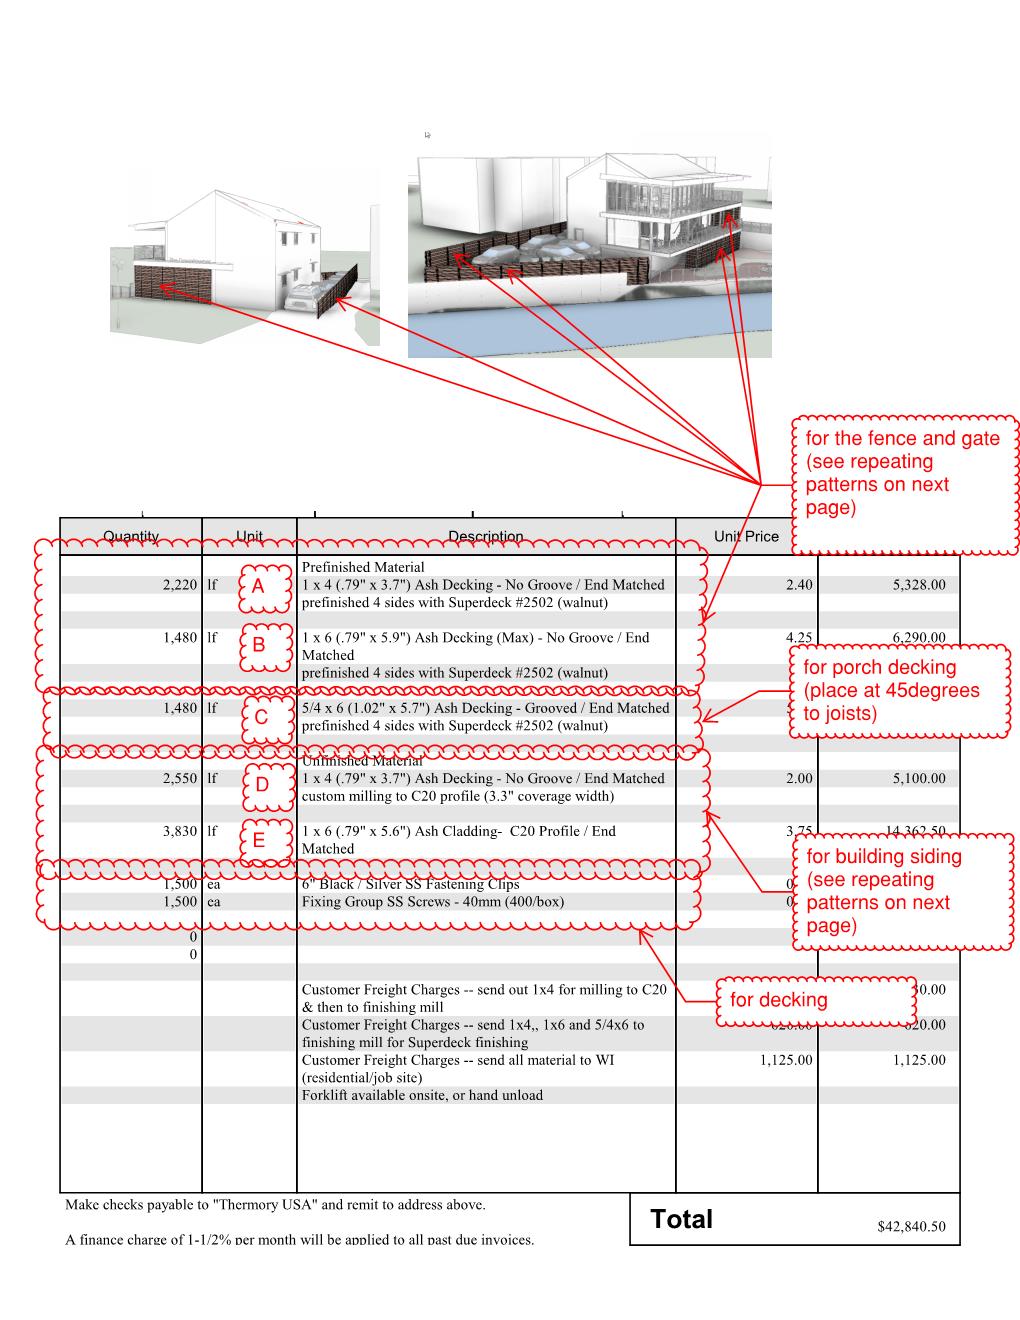 for the fence and gate
(see repeating
patterns on next
page)
Quantity Unit Description Unit Price
Prefinished Material
2,220 lf A 1 x 4 (.79" x 3.7") Ash Decking - No Groove / End Matched 2.40 5,328.00
prefinished 4 sides with Superdeck #2502 (walnut)
1,480 lf B 1 x 6 (.79" x 5.9") Ash Decking (Max) - No Groove / End 4.25 6,290.00
Matched
prefinished 4 sides with Superdeck #2502 (walnut)
for porch decking
(place at 45degrees
to joists)
1,480 lf C 5/4 x 6 (1.02" x 5.7") Ash Decking - Grooved / End Matched
prefinished 4 sides with Superdeck #2502 (walnut)
Unfinished Material
2,550 lf D 1 x 4 (.79" x 3.7") Ash Decking - No Groove / End Matched 2.00 5,100.00
custom milling to C20 profile (3.3" coverage width)
3,830 lf E 1 x 6 (.79" x 5.6") Ash Cladding- C20 Profile / End 3.75 14,362.50
Matched
for building siding
(see repeating
patterns on next
page)
1,500 ea 6" Black / Silver SS Fastening Clips
1,500 ea Fixing Group SS Screws - 40mm (400/box)
0
0
for decking
Customer Freight Charges -- send out 1x4 for milling to C20
& then to finishing mill
Customer Freight Charges -- send 1x4,, 1x6 and 5/4x6 to 620.00 620.00
finishing mill for Superdeck finishing
Customer Freight Charges -- send all material to WI 1,125.00 1,125.00
(residential/job site)
Forklift available onsite, or hand unload
Make checks payable to "Thermory USA" and remit to address above.
Total $42,840.50
A finance charge of 1-1/2% per month will be applied to all past due invoices.